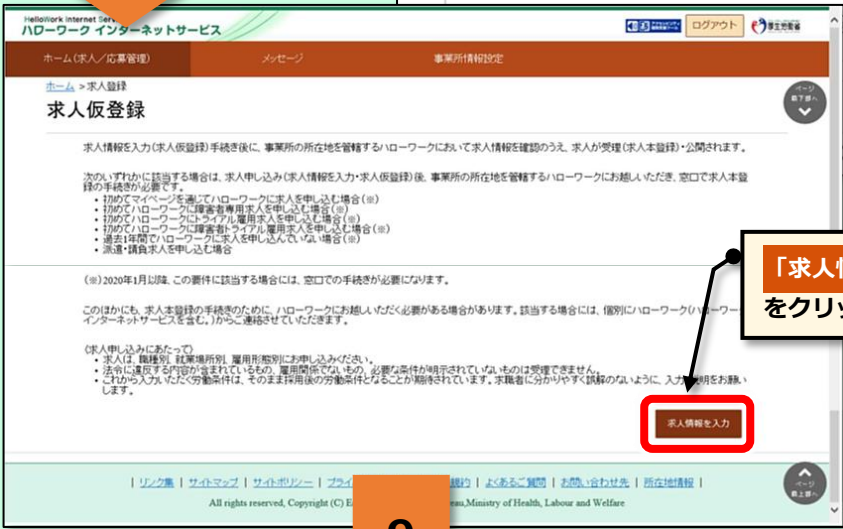 HelloWork Internet Ser
ハローワーク インターネットサービス
ログアウト
厚生労働省
ホーム(求人/応募管理)
メッセージ
事業所情報設定
ホーム > 求人登録
求人仮登録
ページ
最下部へ
求人情報を入力(求人仮登録)手続き後に、事業所の所在地を管轄するハローワークにおいて求人情報を確認のうえ、求人が受理(求人本登録)・公開されます。
次のいずれかに該当する場合は、求人申し込み(求人情報を入力・求人仮登録)後、事業所の所在地を管轄するハローワークにお越しいただき、窓口で求人本登
録の手続きが必要です。
・初めてマイページを通じてハローワークに求人を申し込む場合(※)
・初めてハローワークに障害者専用求人を申し込む場合(※)
・初めてハローワークにトライアル雇用求人を申し込む場合(※)
・初めてハローワークに障害者トライアル雇用求人を申し込む場合(※)
・過去1年間でハローワークに求人を申し込んでいない場合(※)
・派遣・請負求人を申し込む場合
(※)2020年1月以降、この要件に該当する場合には、窓口での手続きが必要になります。
「求人情
をクリッ
このほかにも、求人本登録の手続きのために、ハローワークにお越しいただく必要がある場合があります。該当する場合には、個別にハローワーク(ハローワー
インターネットサービスを含む。)からご連絡させていただきます。
(求人申し込みにあたって)
・求人は、職種別、就業場所別、雇用形態別にお申し込みください。
・法令に違反する内容が含まれているもの、雇用関係でないもの、必要な条件が明示されていないものは受理できません。
・これから入力いただく労働条件は、そのまま採用後の労働条件となることが期待されています。求職者に分かりやすく誤解のないように、入力 明をお願い
します。
求人情報を入力
| リンク集 | サイトマップ | サイトポリシー | プライ 規約 | よくあるご質問 | お問い合わせ先 | 所在地情報 |
All rights reserved, Copyright (C) E eau,Ministry of Health, Labour and Welfare
ページ
最上部へ